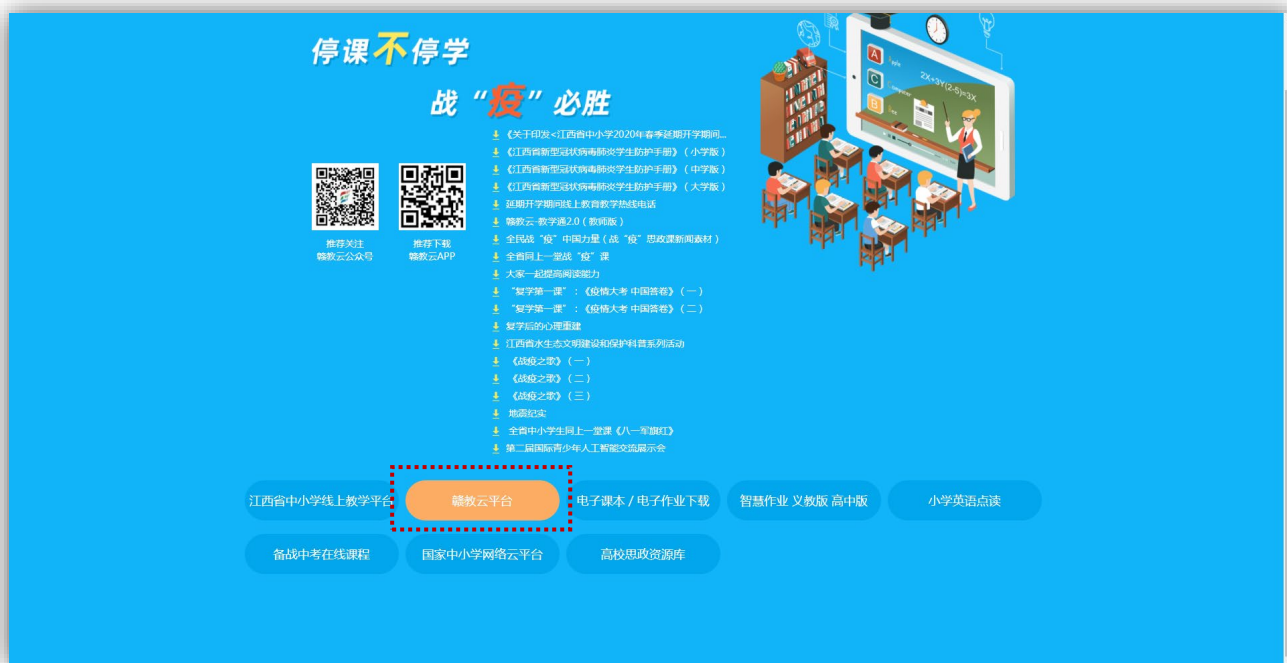 停课不停学
战“疫”必胜
《关于印发<江西省中小学2020年春季延期开学期间...
《江西省新型冠状病毒肺炎学生防护手册》（小学版）
《江西省新型冠状病毒肺炎学生防护手册》（中学版）
《江西省新型冠状病毒肺炎学生防护手册》（大学版）
延期开学期间线上教育教学热线电话
赣教云-教学通2.0（教师版）
全民战“疫”中国力量（战“疫”思政课新闻素材）
全省同上一堂战“疫”课
大家一起提高阅读能力
“复学第一课”：《疫情大考 中国答卷》（一）
“复学第一课”：《疫情大考 中国答卷》（二）
复学后的心理重建
江西省水生态文明建设和保护科普系列活动
《战疫之歌》（一）
《战疫之歌》（二）
《战疫之歌》（三）
地震纪实
全省中小学生同上一堂课《八一军旗红》
第二届国际青少年人工智能交流展示会
推荐关注
赣教云公众号
推荐下载
赣教云APP
A Apple
C Computer
B
2X+3Y(2-5)=3X
江西省中小学线上教学平台
赣教云平台
电子课本 / 电子作业下载
智慧作业 义教版 高中版
小学英语点读
备战中考在线课程
国家中小学网络云平台
高校思政资源库